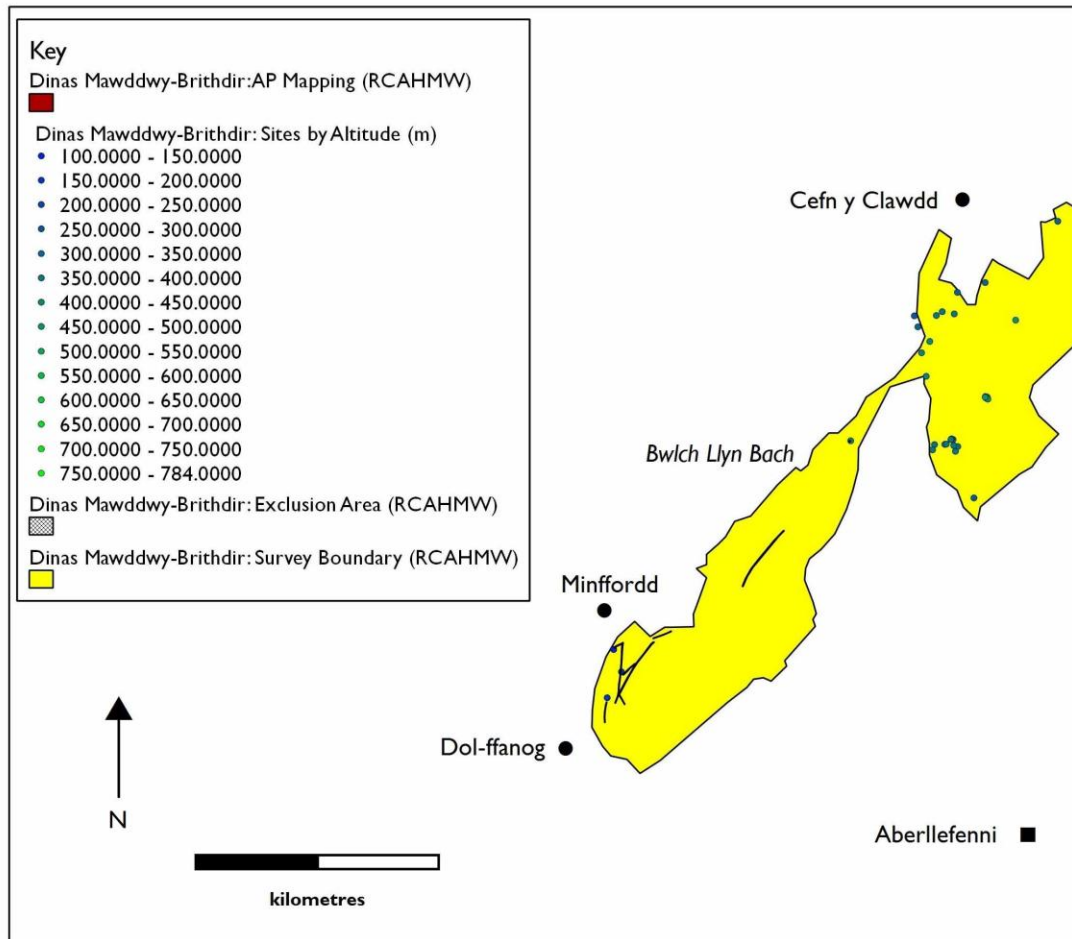 Key
Dinas Mawddwy-Brithdir: AP Mapping (RCAHMW)
Dinas Mawddwy-Brithdir: Sites by Altitude (m)
100.0000 - 150.0000
150.0000 - 200.0000
200.0000 - 250.0000
250.0000 - 300.0000
300.0000 - 350.0000
350.0000 - 400.0000
400.0000 - 450.0000
450.0000 - 500.0000
500.0000 - 550.0000
550.0000 - 600.0000
600.0000 - 650.0000
650.0000 - 700.0000
700.0000 - 750.0000
750.0000 - 784.0000
Dinas Mawddwy-Brithdir: Exclusion Area (RCAHMW)
Dinas Mawddwy-Brithdir: Survey Boundary (RCAHMW)
Cefn y Clawdd
Bwlch Llyn Bach
Minffordd
Dol-ffanog
Aberllefenni
N
kilometres